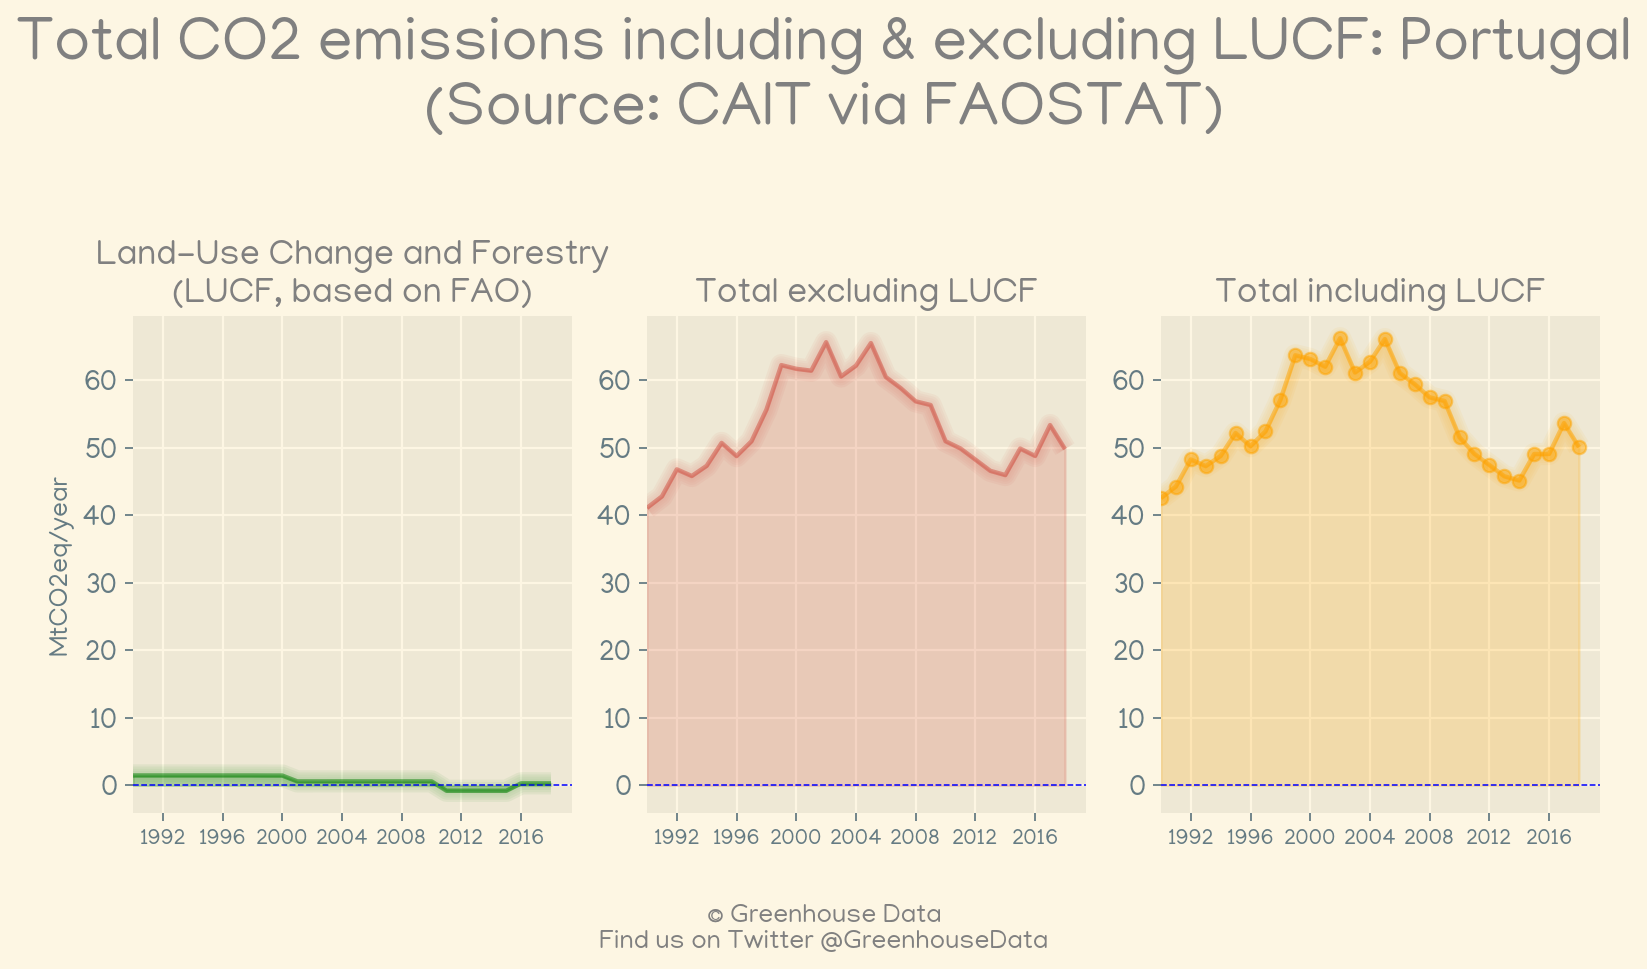 Total CO2 emissions including & excluding LUCF: Portugal
(Source: CAIT via FAOSTAT)
Land-Use Change and Forestry
(LUCF, based on FAO)
Total excluding LUCF
Total including LUCF
MtCO2eq/year
60
50
40
30
20
10
0
1992 1996 2000 2004 2008 2012 2016
60
50
40
30
20
10
0
1992 1996 2000 2004 2008 2012 2016
60
50
40
30
20
10
0
1992 1996 2000 2004 2008 2012 2016
© Greenhouse Data
Find us on Twitter @GreenhouseData